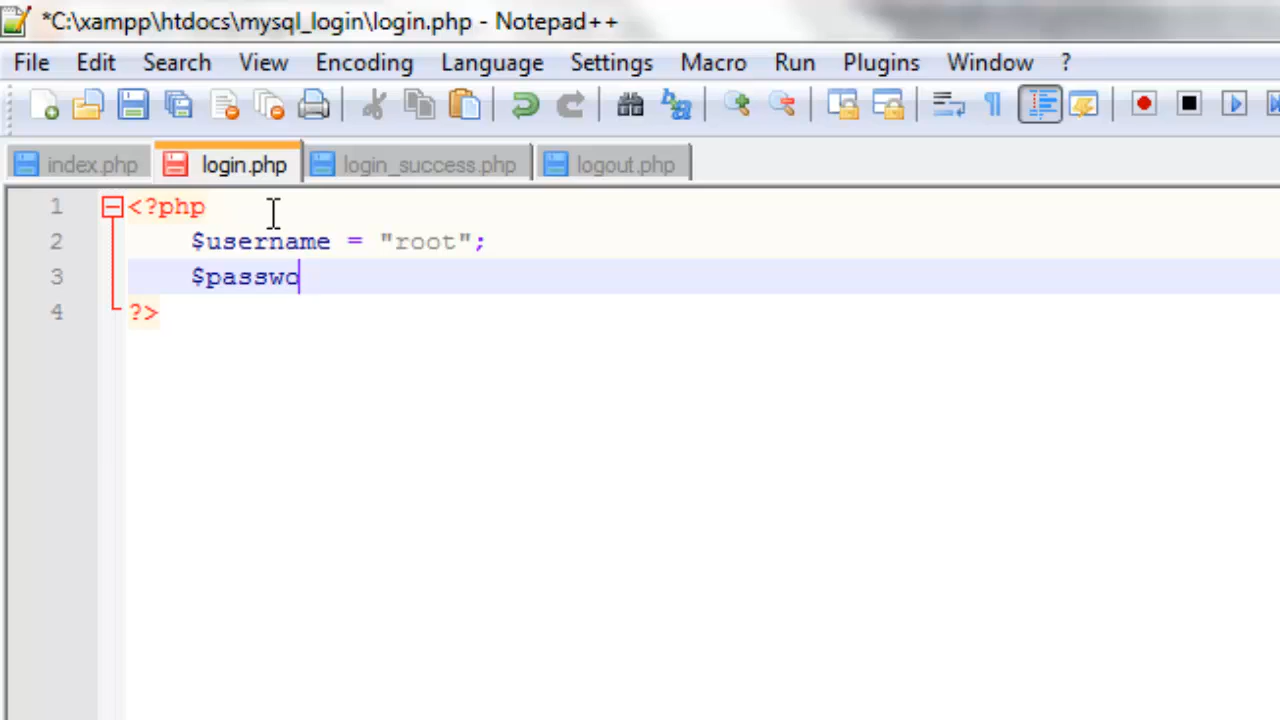 *C:\xampp\htdocs\mysql_login\login.php - Notepad++
File Edit Search View Encoding Language Settings Macro Run Plugins Window ?
index.php login.php login_success.php logout.php
1 <?php
2 $username = "root";
3 $passwo
4 ?>